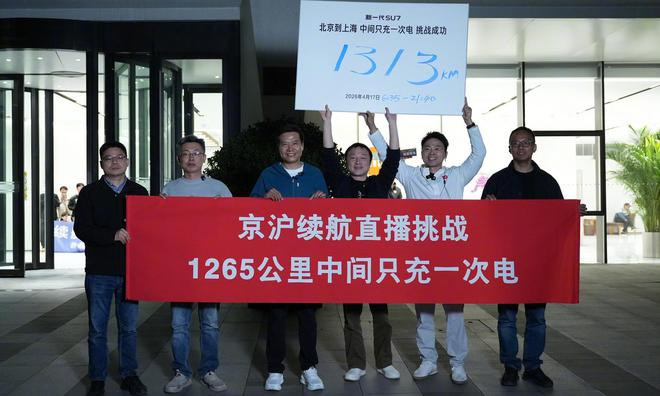 新一代SU7
北京到上海 中间只充一次电 挑战成功
1313KM
2026年4月17日 6:35-21:40
京沪续航直播挑战
1265公里中间只充一次电
续